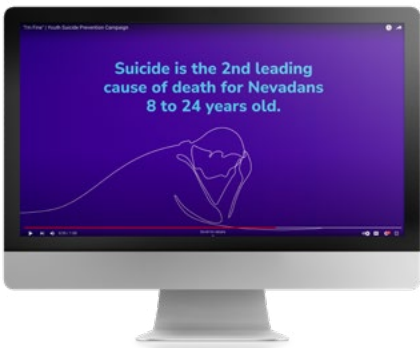 "I'm Fine" | Youth Suicide Prevention Campaign
Suicide is the 2nd leading
cause of death for Nevadans
8 to 24 years old.